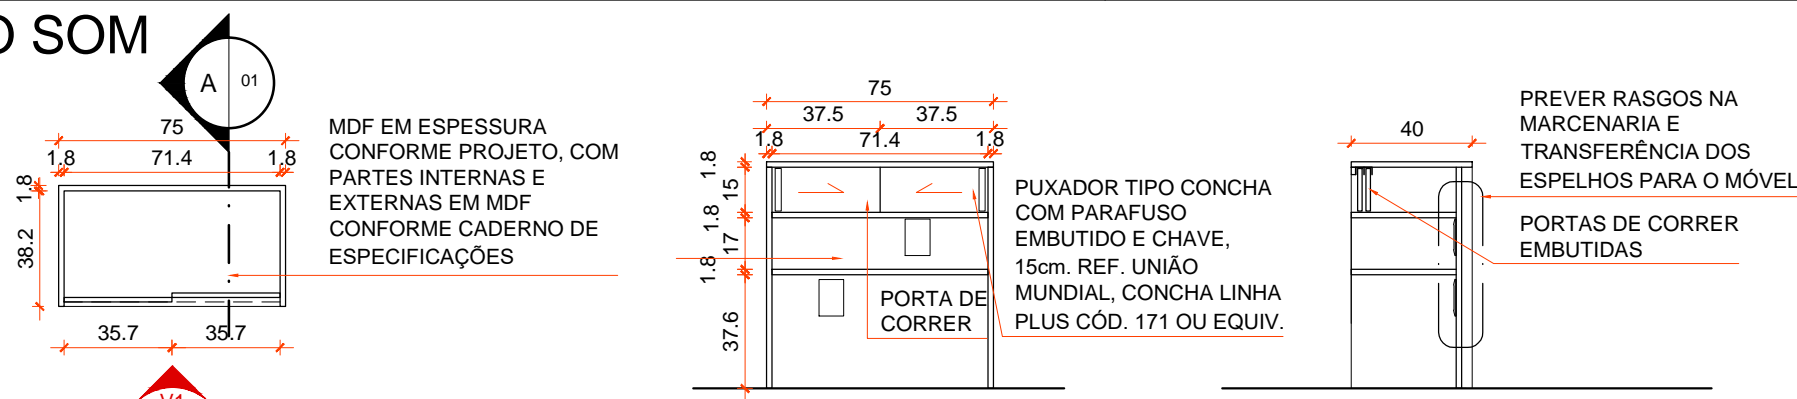 O SOM
A
01
75
1.8
71.4
1.8
1.8
38.2
35.7
35.7
V1
MDF EM ESPESSURA
CONFORME PROJETO, COM
PARTES INTERNAS E
EXTERNAS EM MDF
CONFORME CADERNO DE
ESPECIFICAÇÕES
75
37.5
37.5
1.8
71.4
1.8
1.8
15
1.8
17
1.8
37.6
PORTA DE
CORRER
PUXADOR TIPO CONCHA
COM PARAFUSO
EMBUTIDO E CHAVE,
15cm. REF. UNIÃO
MUNDIAL, CONCHA LINHA
PLUS CÓD. 171 OU EQUIV.
40
PREVER RASGOS NA
MARCENARIA E
TRANSFERÊNCIA DOS
ESPELHOS PARA O MÓVEL
PORTAS DE CORRER
EMBUTIDAS